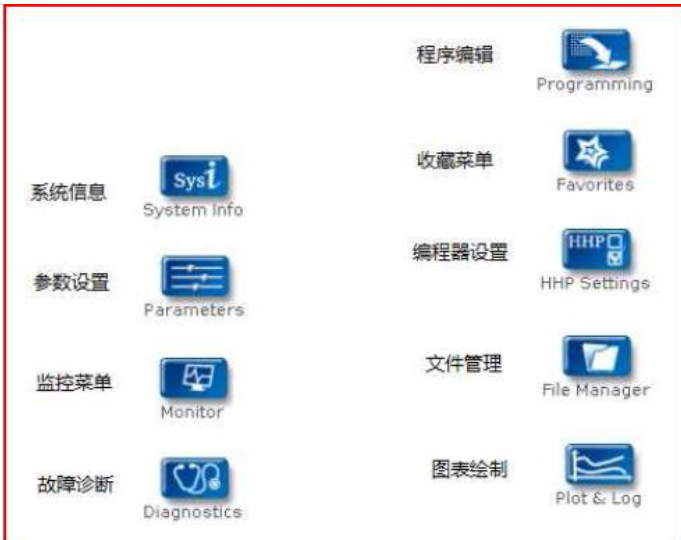 系统信息
Sysi
System Info
参数设置
Parameters
监控菜单
Monitor
故障诊断
Diagnostics
程序编辑
Programming
收藏菜单
Favorites
编程器设置
HHP
HHP Settings
文件管理
File Manager
图表绘制
Plot & Log